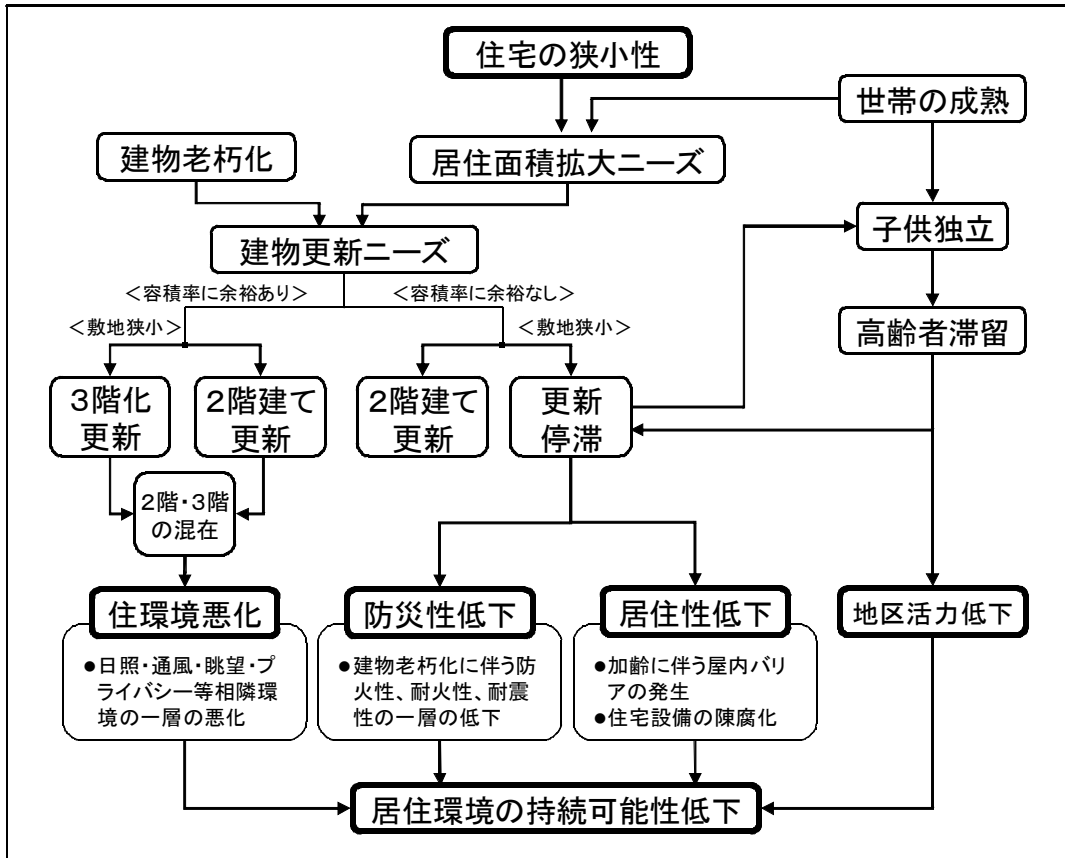 住宅の狭小性
世帯の成熟
建物老朽化
居住面積拡大ニーズ
建物更新ニーズ
子供独立
＜容積率に余裕あり＞
＜容積率に余裕なし＞
＜敷地狭小＞
＜敷地狭小＞
高齢者滞留
３階化
更新
２階建て
更新
２階建て
更新
更新
停滞
２階・３階
の混在
住環境悪化
●日照・通風・眺望・プ
ライバシー等相隣環
境の一層の悪化
防災性低下
●建物老朽化に伴う防
火性、耐火性、耐震
性の一層の低下
居住性低下
●加齢に伴う屋内バリ
アの発生
●住宅設備の陳腐化
地区活力低下
居住環境の持続可能性低下